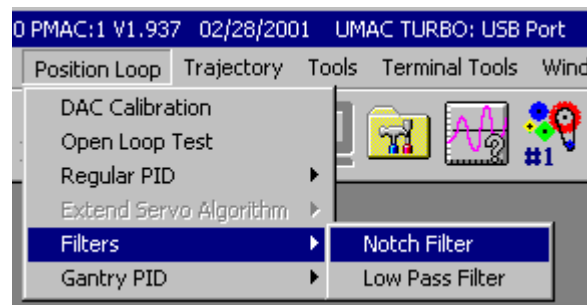 0 PMAC:1 V1.937 02/28/2001 UMAC TURBO: USB Port
Position Loop Trajectory Tools Terminal Tools Wind
DAC Calibration
Open Loop Test
Regular PID
Extend Servo Algorithm
Filters
Gantry PID
Notch Filter
Low Pass Filter
#1